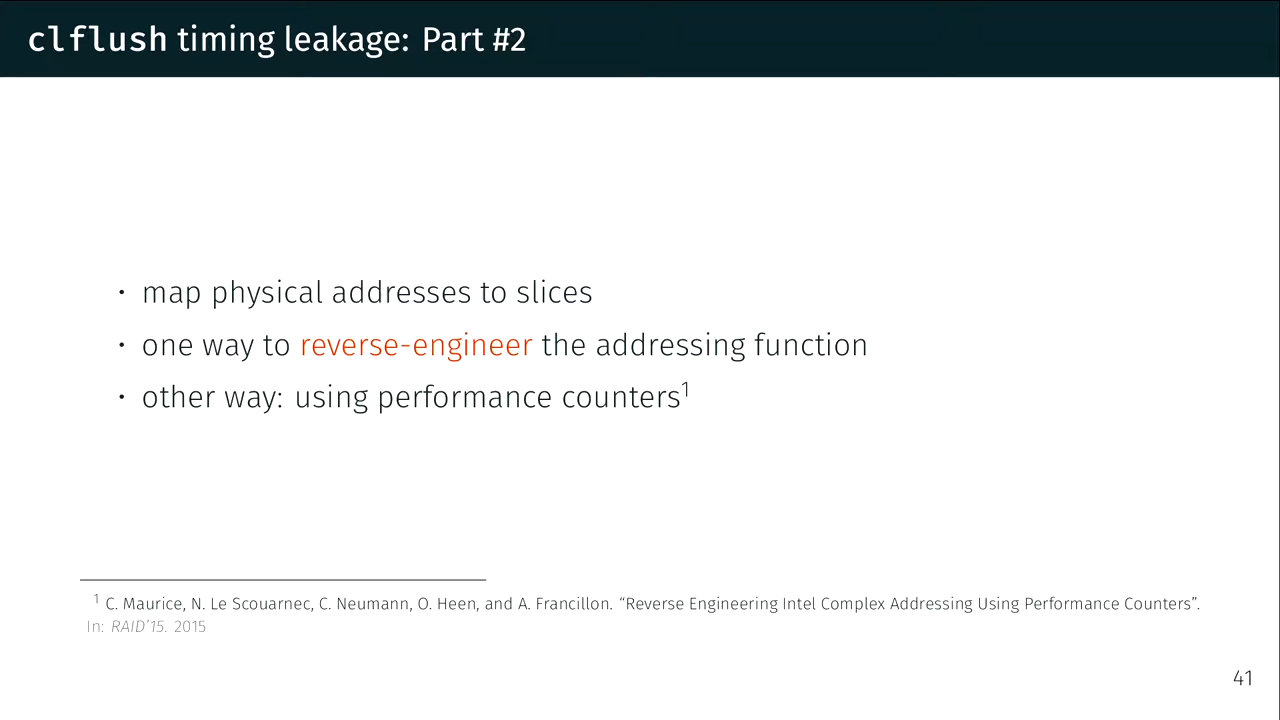 clflush timing leakage: Part #2
• map physical addresses to slices
• one way to reverse-engineer the addressing function
• other way: using performance counters¹
¹ C. Maurice, N. Le Scouarnec, C. Neumann, O. Heen, and A. Francillon. “Reverse Engineering Intel Complex Addressing Using Performance Counters”.
In: RAID’15. 2015
41